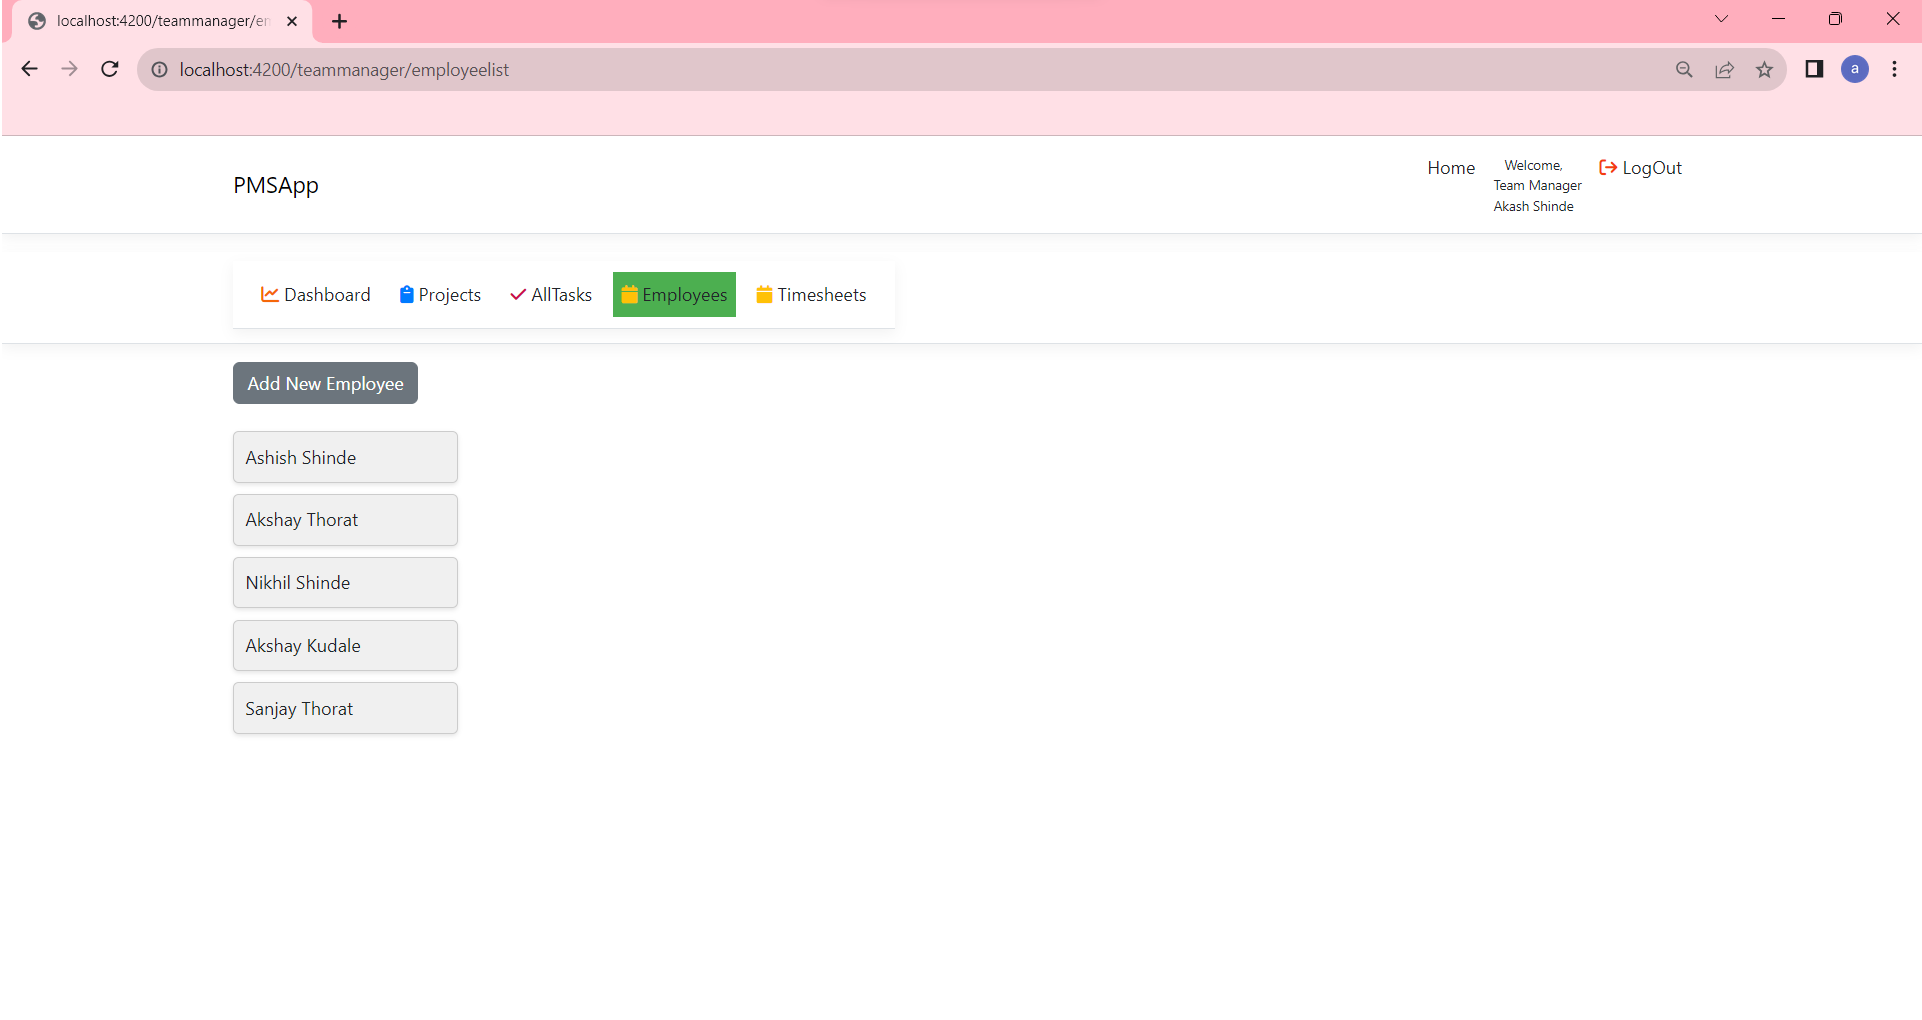 localhost:4200/teammanager/en
localhost:4200/teammanager/employeelist
a
PMSApp
Home
Welcome,
Team Manager
Akash Shinde
LogOut
Dashboard Projects AllTasks Employees Timesheets
Add New Employee
Ashish Shinde
Akshay Thorat
Nikhil Shinde
Akshay Kudale
Sanjay Thorat